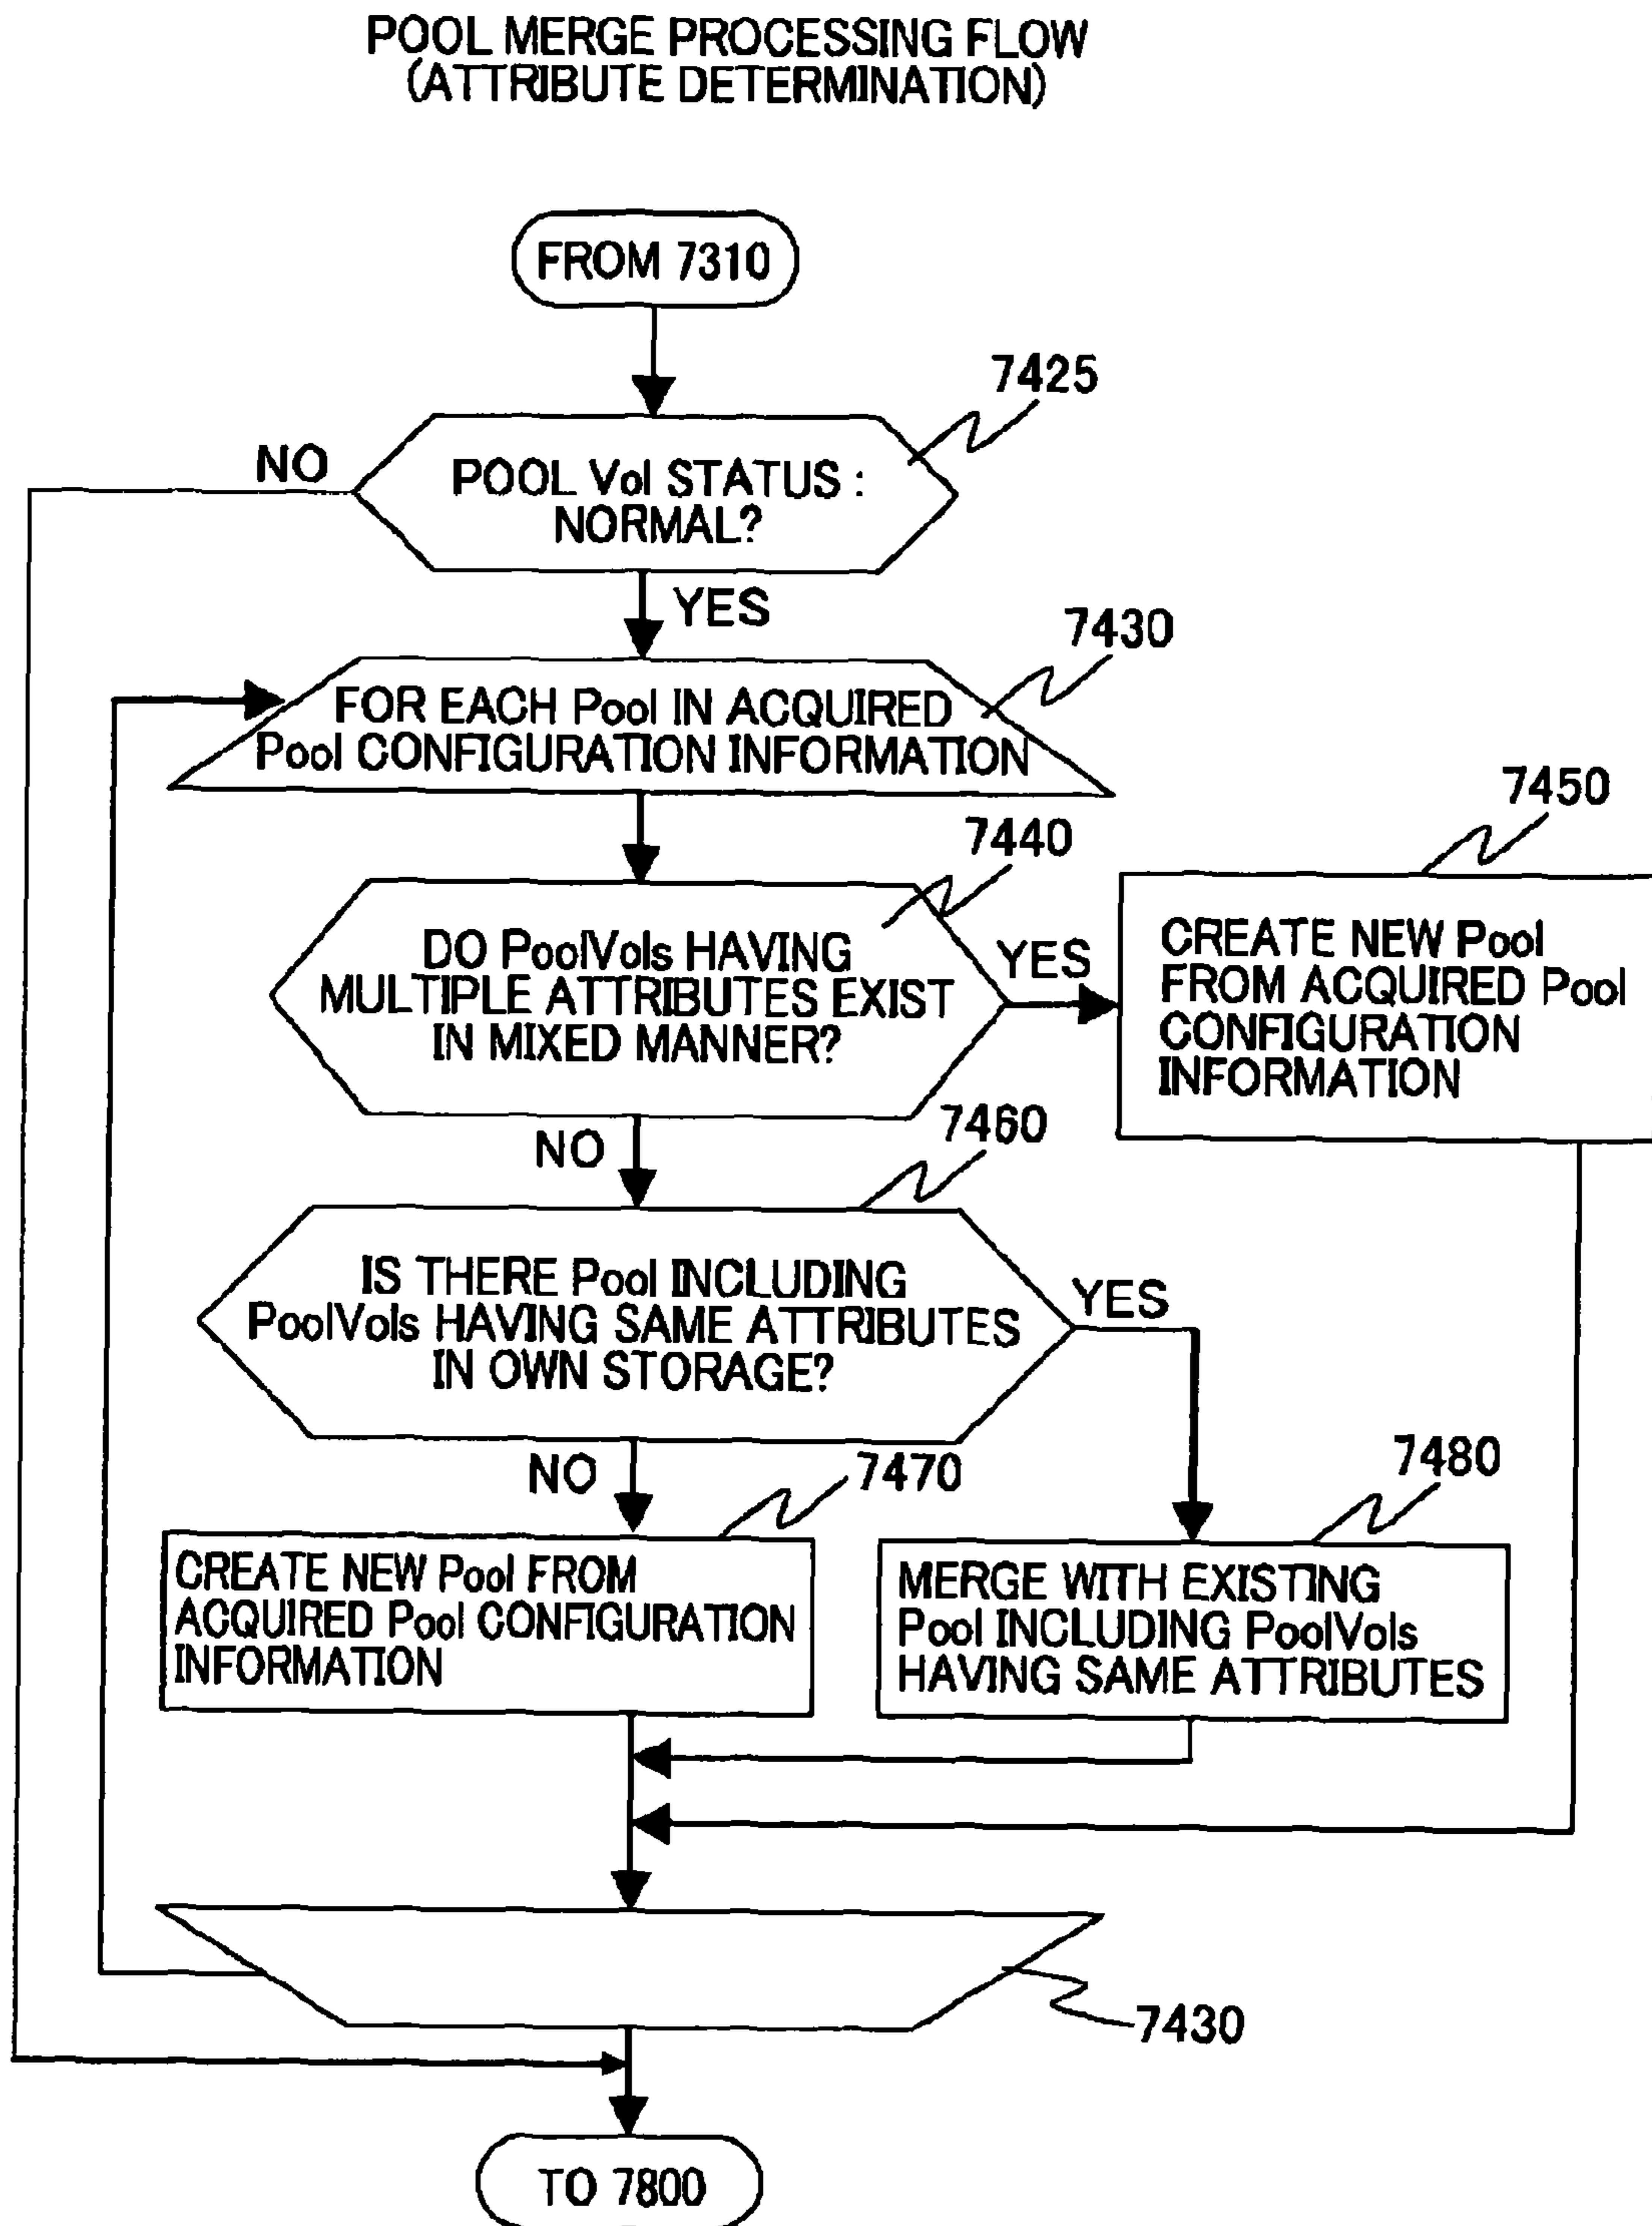 POOL MERGE PROCESSING FLOW
(ATTRIBUTE DETERMINATION)
FROM 7310
7425
NO
POOL Vol STATUS :
NORMAL?
YES
7430
FOR EACH Pool IN ACQUIRED
Pool CONFIGURATION INFORMATION
7450
7440
DO PoolVols HAVING
MULTIPLE ATTRIBUTES EXIST
IN MIXED MANNER?
YES
CREATE NEW Pool
FROM ACQUIRED Pool
CONFIGURATION
INFORMATION
NO
7460
IS THERE Pool INCLUDING
PoolVols HAVING SAME ATTRIBUTES
IN OWN STORAGE?
YES
NO
7470
7480
CREATE NEW Pool FROM
ACQUIRED Pool CONFIGURATION
INFORMATION
MERGE WITH EXISTING
Pool INCLUDING PoolVols
HAVING SAME ATTRIBUTES
7430
TO 7800